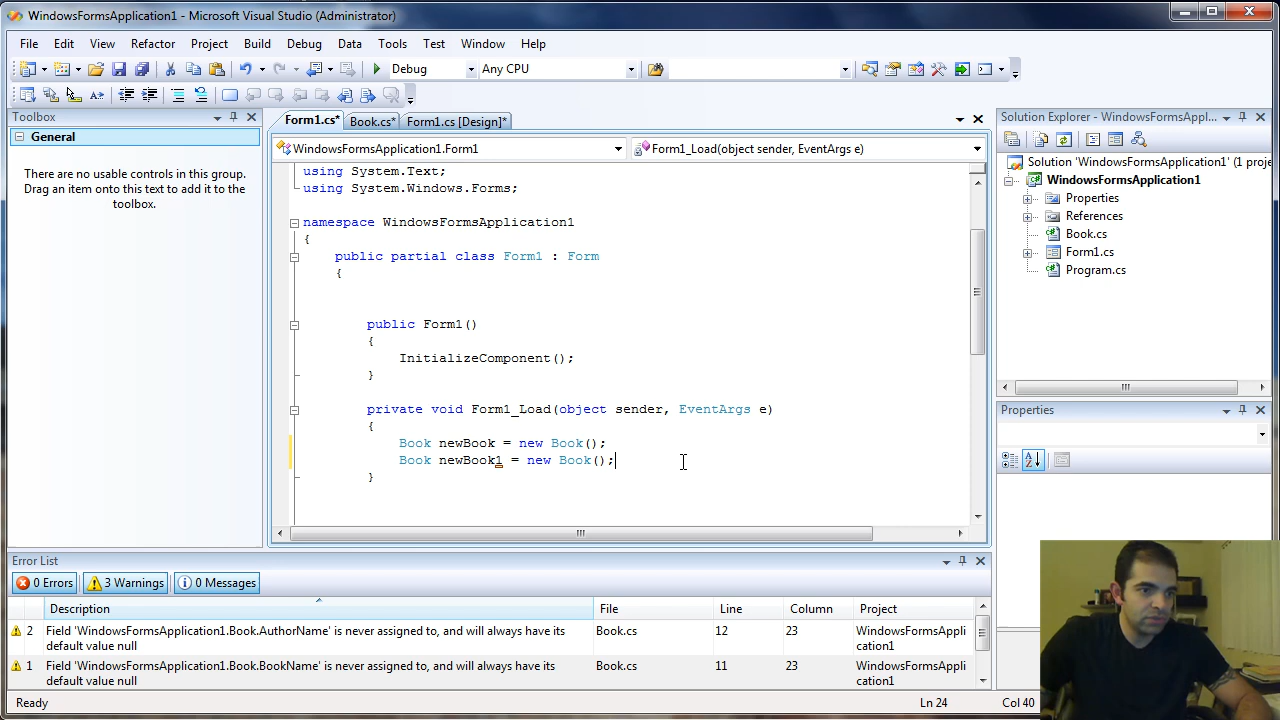 WindowsFormsApplication1 - Microsoft Visual Studio (Administrator)
File Edit View Refactor Project Build Debug Data Tools Test Window Help
Debug Any CPU
Toolbox
General
There are no usable controls in this group. Drag an item onto this text to add it to the toolbox.
Form1.cs* Book.cs* Form1.cs [Design]*
WindowsFormsApplication1.Form1 Form1_Load(object sender, EventArgs e)
using System.Text;
using System.Windows.Forms;
namespace WindowsFormsApplication1
{
public partial class Form1 : Form
{
public Form1()
{
InitializeComponent();
}
private void Form1_Load(object sender, EventArgs e)
{
Book newBook = new Book();
Book newBook1 = new Book();
}
Solution Explorer - WindowsFormsAppl...
Solution 'WindowsFormsApplication1' (1 proje
WindowsFormsApplication1
Properties
References
Book.cs
Form1.cs
Program.cs
Properties
Error List
0 Errors 3 Warnings 0 Messages
Description File Line Column Project
2 Field 'WindowsFormsApplication1.Book.AuthorName' is never assigned to, and will always have its default value null Book.cs 12 23 WindowsFormsAppli cation1
1 Field 'WindowsFormsApplication1.Book.BookName' is never assigned to, and will always have its default value null Book.cs 11 23 WindowsFormsAppli cation1
Ready Ln 24 Col 40